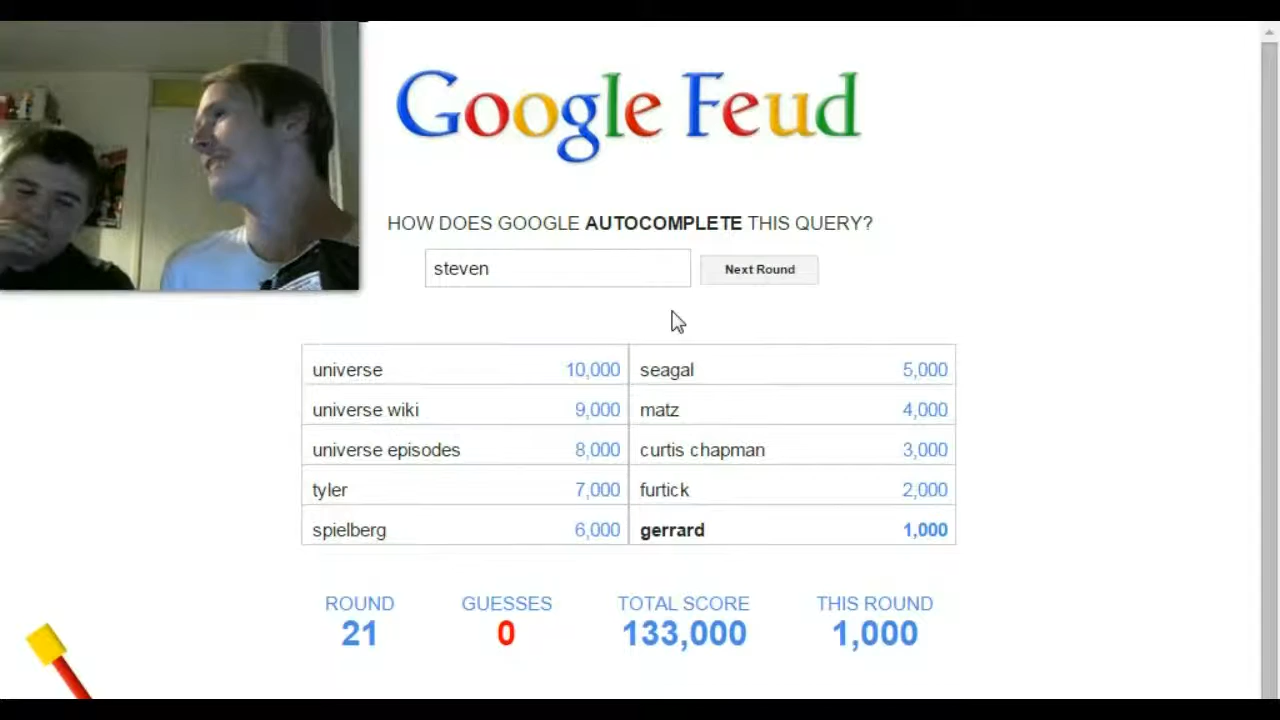 Google Feud
HOW DOES GOOGLE AUTOCOMPLETE THIS QUERY?
steven
Next Round
universe 10,000 seagal 5,000
universe wiki 9,000 matz 4,000
universe episodes 8,000 curtis chapman 3,000
tyler 7,000 furtick 2,000
spielberg 6,000 gerrard 1,000
ROUND GUESSES TOTAL SCORE THIS ROUND
21 0 133,000 1,000